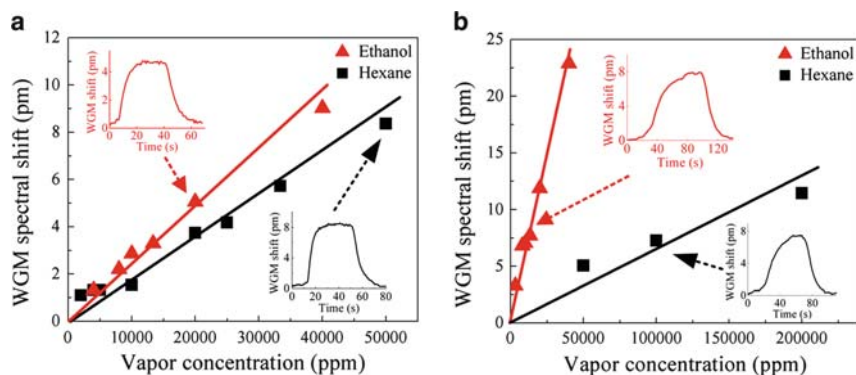 a
12
10
8
6
4
2
0
WGM spectral shift (pm)
0 10000 20000 30000 40000 50000
Vapor concentration (ppm)
Ethanol
Hexane
WGM shift (pm)
4
2
0
0 20 40 60
Time (s)
WGM shift (pm)
8
4
0
0 20 40 60 80
Time (s)
b
25
20
15
10
5
0
WGM spectral shift (pm)
0 50000 100000 150000 200000
Vapor concentration (ppm)
Ethanol
Hexane
WGM shift (pm)
8
4
0
0 40 80 120
Time (s)
WGM shift (pm)
8
4
0
0 40 80
Time (s)